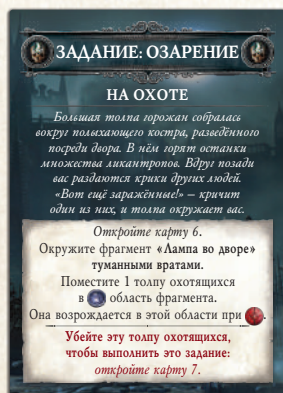 ЗАДАНИЕ: ОЗАРЕНИЕ
НА ОХОТЕ
Большая толпа горожан собралась
вокруг полыхающего костра, разведённого
посреди двора. В нём горят останки
множества ликантропов. Вдруг позади
вас раздаются крики других людей.
«Вот ещё заражённые!» – кричит
один из них, и толпа окружает вас.
Откройте карту 6.
Окружите фрагмент «Лампа во дворе»
туманными вратами.
Поместите 1 толпу охотящихся
в область фрагмента.
Она возрождается в этой области при .
Убейте эту толпу охотящихся,
чтобы выполнить это задание:
откройте карту 7.